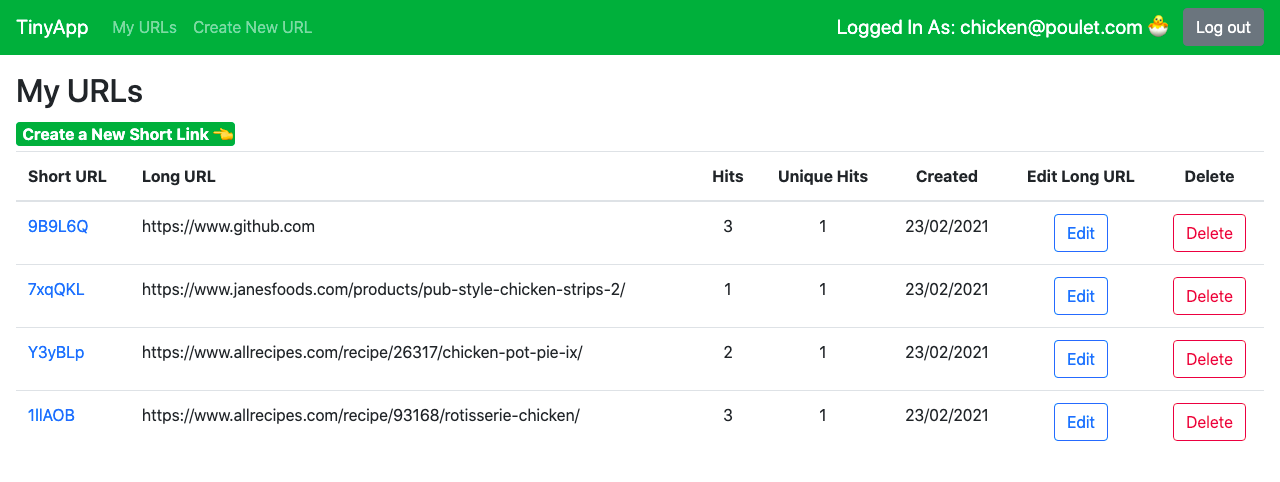 TinyApp My URLs Create New URL Logged In As: chicken@poulet.com 🐣 Log out
My URLs
Create a New Short Link 👈
Short URL Long URL Hits Unique Hits Created Edit Long URL Delete
9B9L6Q https://www.github.com 3 1 23/02/2021 Edit Delete
7xqQKL https://www.janesfoods.com/products/pub-style-chicken-strips-2/ 1 1 23/02/2021 Edit Delete
Y3yBLp https://www.allrecipes.com/recipe/26317/chicken-pot-pie-ix/ 2 1 23/02/2021 Edit Delete
1llAOB https://www.allrecipes.com/recipe/93168/rotisserie-chicken/ 3 1 23/02/2021 Edit Delete